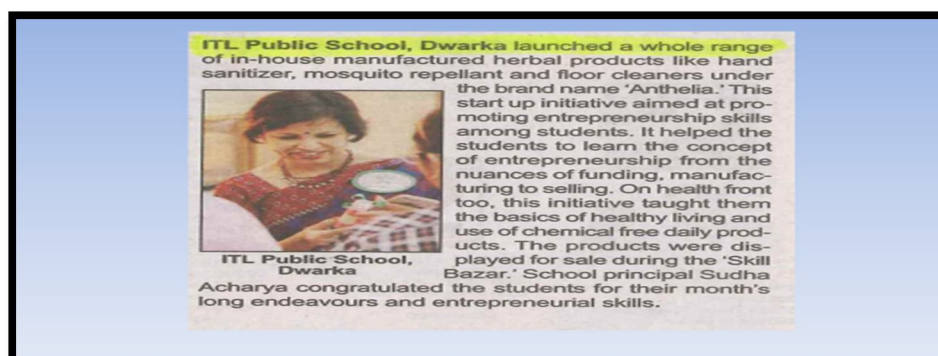 ITL Public School, Dwarka launched a whole range
of in-house manufactured herbal products like hand
sanitizer, mosquito repellant and floor cleaners under
the brand name ‘Anthelia.’ This
start up initiative aimed at pro-
moting entrepreneurship skills
among students. It helped the
students to learn the concept
of entrepreneurship from the
nuances of funding, manufac-
turing to selling. On health front
too, this initiative taught them
the basics of healthy living and
use of chemical free daily prod-
ucts. The products were dis-
played for sale during the ‘Skill
Bazar.’ School principal Sudha
Acharya congratulated the students for their month’s
long endeavours and entrepreneurial skills.
ITL Public School,
Dwarka